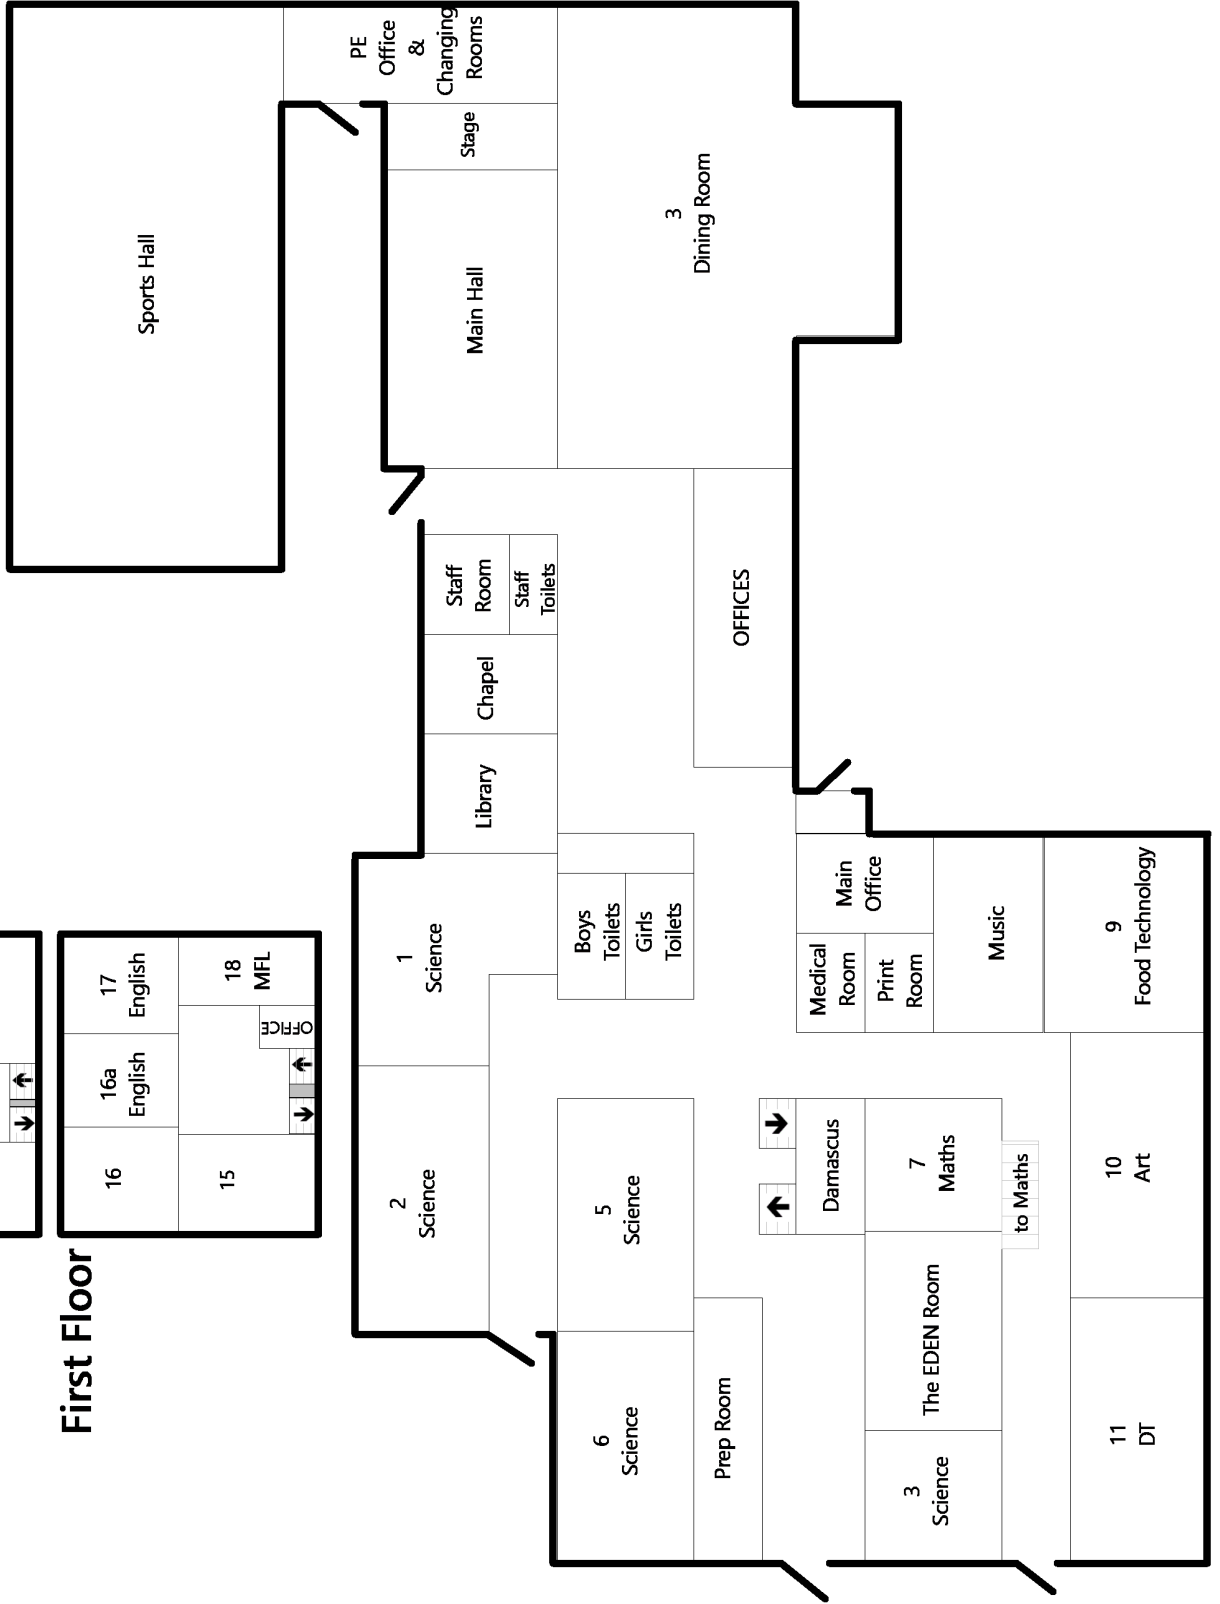 PE
Office
&
Changing
Rooms
Stage
Sports Hall
Main Hall
3
Dining Room
Staff
Room
Staff
Toilets
OFFICES
Chapel
Library
Boys
Toilets
Girls
Toilets
Main
Office
Medical
Room
Print
Room
Music
9
Food Technology
1
Science
2
Science
5
Science
6
Science
Prep Room
Damascus
7
Maths
to Maths
The EDEN Room
3
Science
10
Art
11
DT
17
English
18
MFL
OFFICE
16a
English
16
15
First Floor